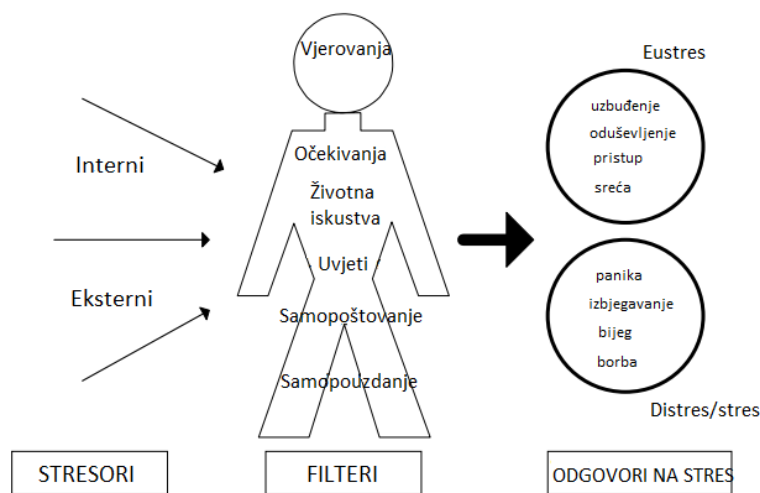 Vjerovanja
Očekivanja
Životna
iskustva
Uvjeti
Samopoštovanje
Samopouzdanje
Interni
Eksterni
Eustres
uzbuđenje
oduševljenje
pristup
sreća
panika
izbjegavanje
bijeg
borba
Distres/stres
STRESORI
FILTERI
ODGOVORI NA STRES